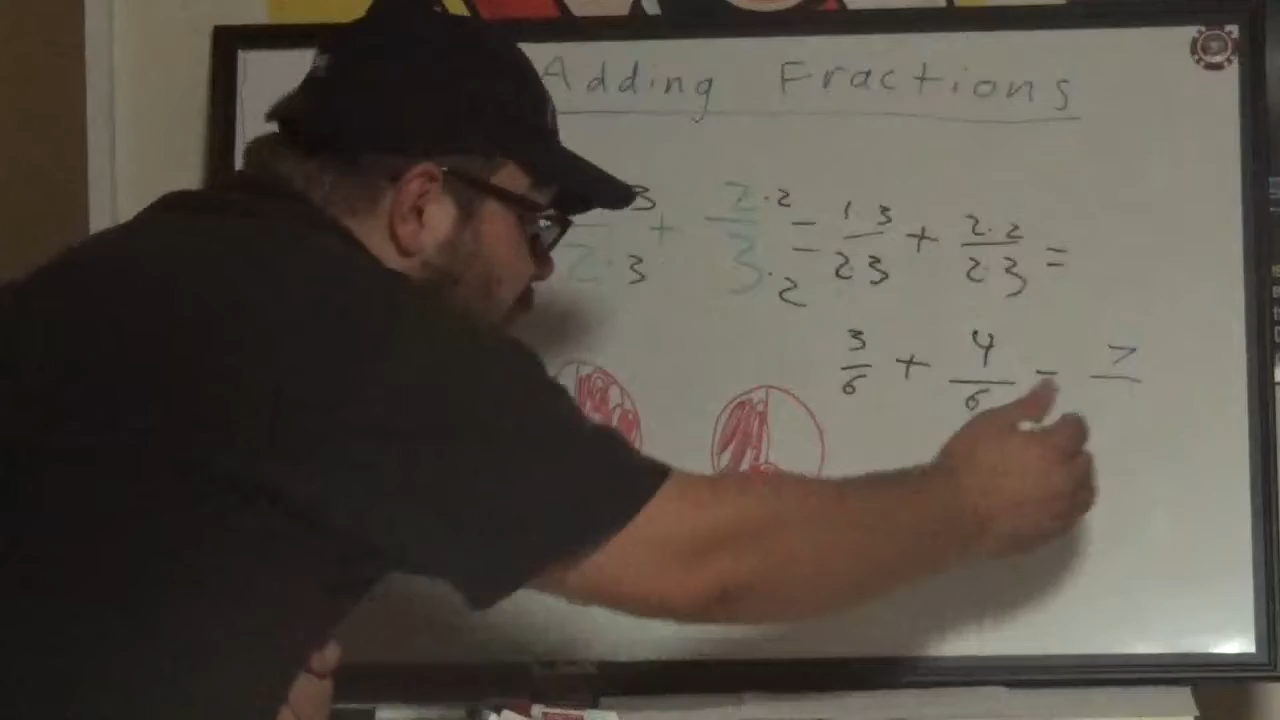 Adding Fractions
·3 + 2·2 = 1·3 + 2·2 =
2·3 3·2 2·3 2·3
3/6 + 4/6 = 7/